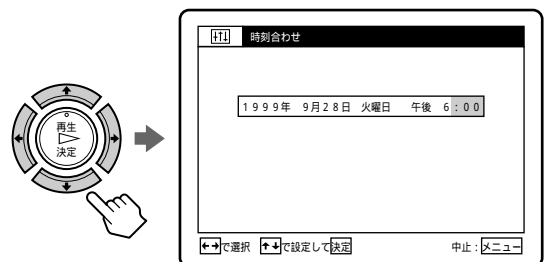 時刻合わせ
1999年 9月28日 火曜日 午後 6:00
再生
決定
←→で選択 ↑↓で設定して決定 中止:メニュー